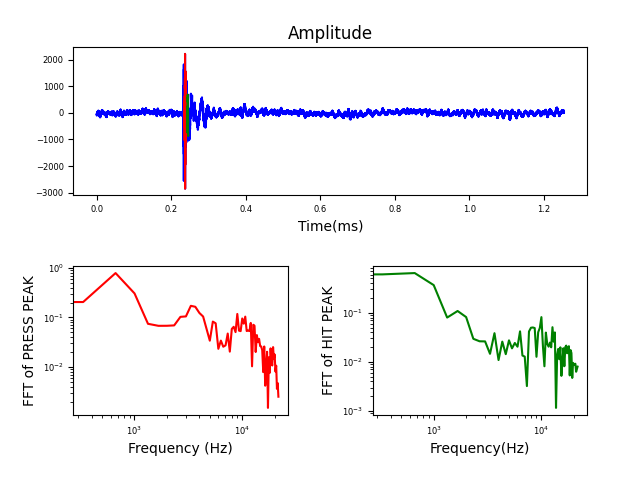 Amplitude
2000
1000
0
−1000
−2000
−3000
0.0 0.2 0.4 0.6 0.8 1.0 1.2
Time(ms)
FFT of PRESS PEAK
10⁰
10⁻¹
10⁻²
10³ 10⁴
Frequency (Hz)
FFT of HIT PEAK
10⁻¹
10⁻²
10⁻³
10³ 10⁴
Frequency(Hz)